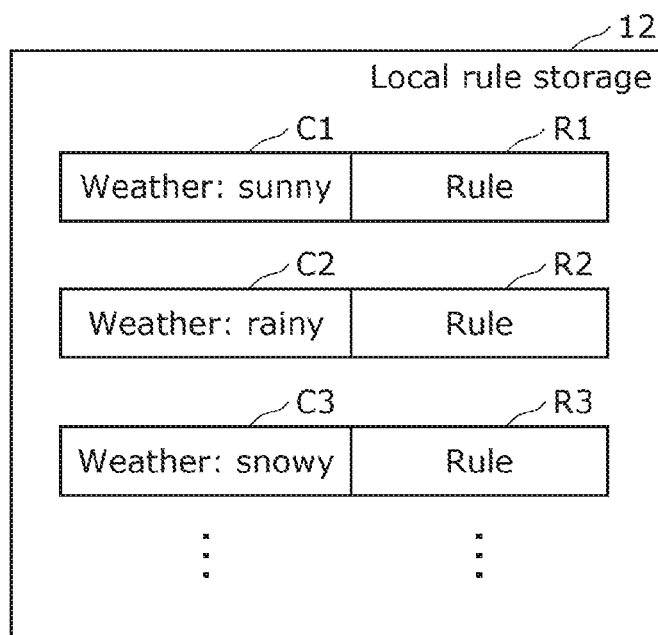 12
Local rule storage
C1 R1
Weather: sunny Rule
C2 R2
Weather: rainy Rule
C3 R3
Weather: snowy Rule